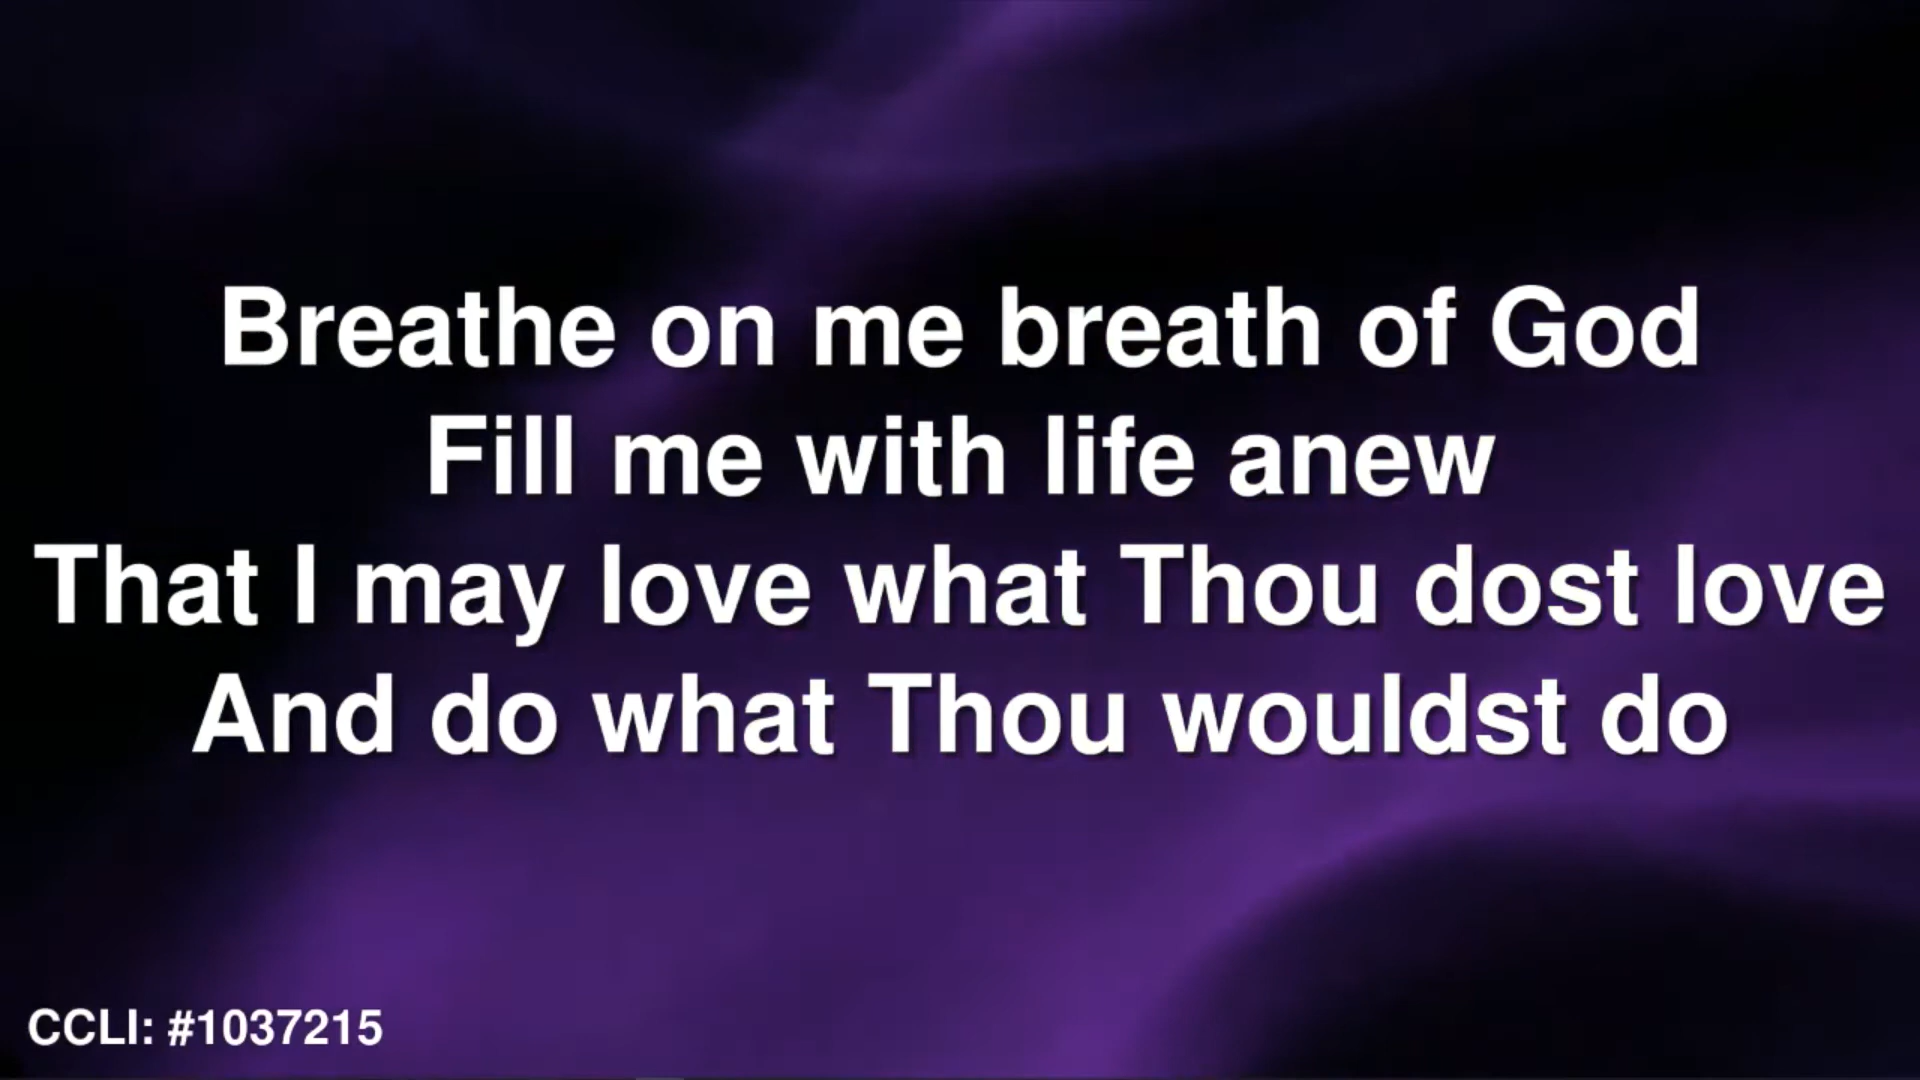 Breathe on me breath of God
Fill me with life anew
That I may love what Thou dost love
And do what Thou wouldst do
CCLI: #1037215